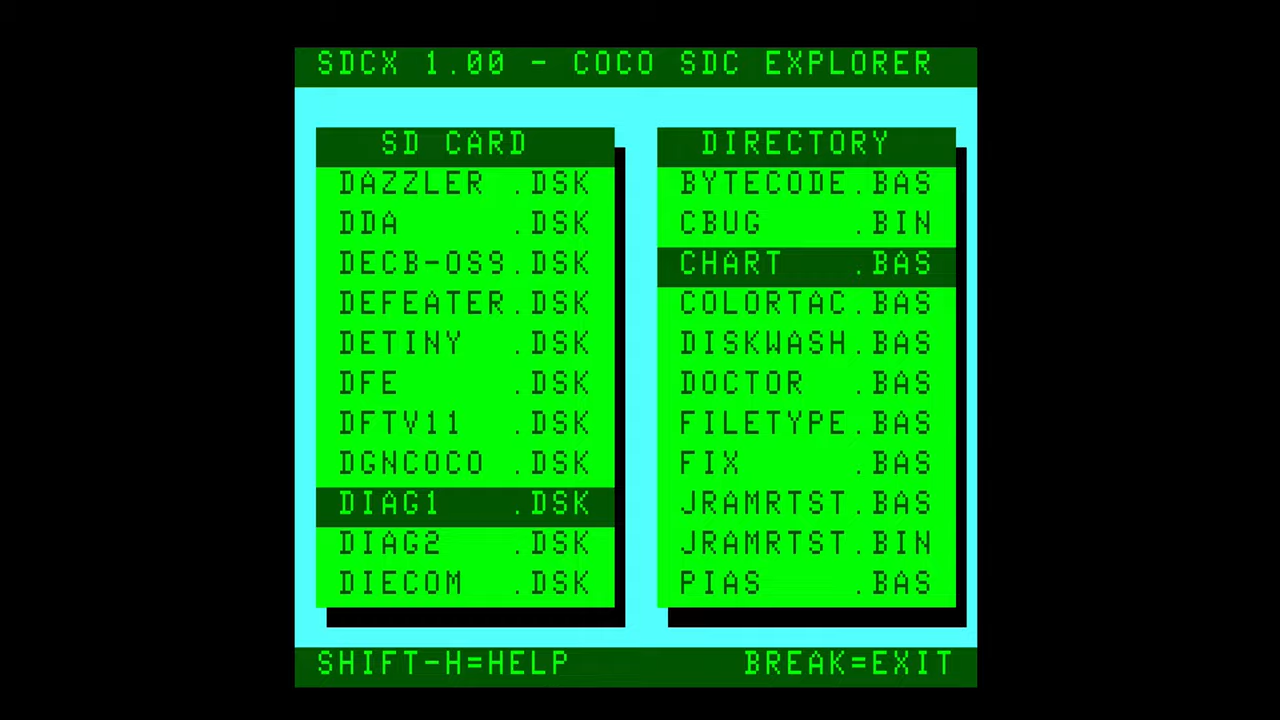 SDCX 1.00 - COCO SDC EXPLORER
SD CARD
DAZZLER .DSK
DDA .DSK
DECB-OS9.DSK
DEFEATER.DSK
DETINY .DSK
DFE .DSK
DFTV11 .DSK
DGNCOCO .DSK
DIAG1 .DSK
DIAG2 .DSK
DIECOM .DSK
DIRECTORY
BYTECODE.BAS
CBUG .BIN
CHART .BAS
COLORTAC.BAS
DISKWASH.BAS
DOCTOR .BAS
FILETYPE.BAS
FIX .BAS
JRAMRTST.BAS
JRAMRTST.BIN
PIAS .BAS
SHIFT-H=HELP BREAK=EXIT